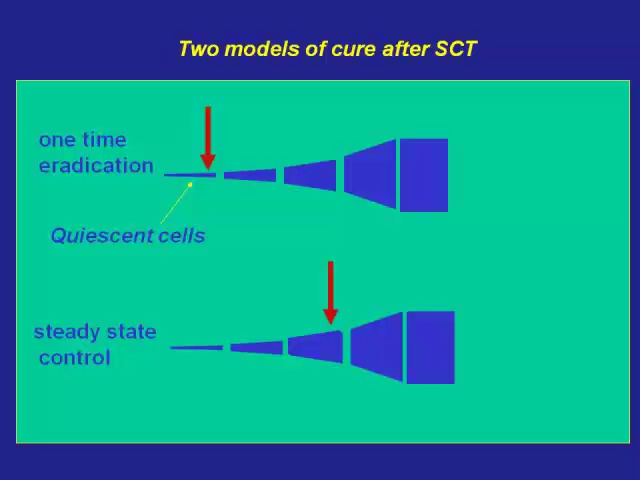 Two models of cure after SCT
one time
eradication
Quiescent cells
steady state
control